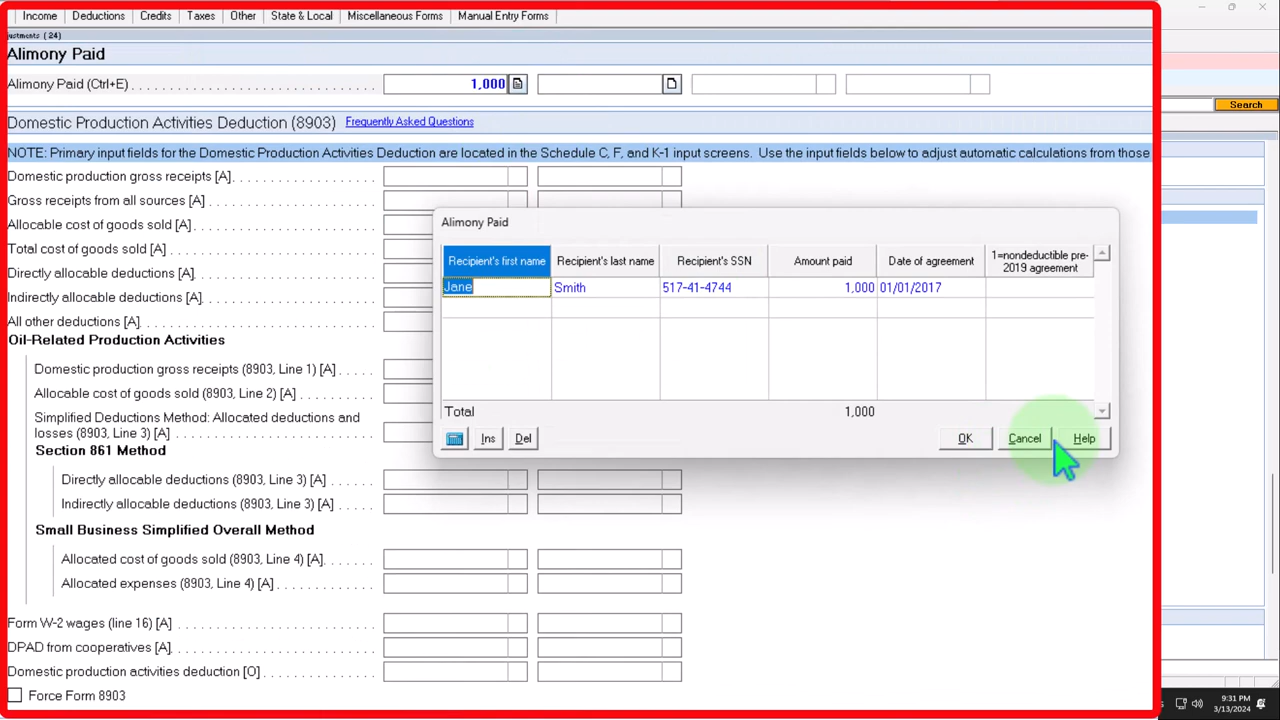 Income Deductions Credits Taxes Other State & Local Miscellaneous Forms Manual Entry Forms
ustments (24)
Alimony Paid
Alimony Paid (Ctrl+E) 1,000
Search
Domestic Production Activities Deduction (8903) Frequently Asked Questions
NOTE: Primary input fields for the Domestic Production Activities Deduction are located in the Schedule C, F, and K-1 input screens. Use the input fields below to adjust automatic calculations from those
Domestic production gross receipts [A]
Gross receipts from all sources [A]
Allocable cost of goods sold [A]
Total cost of goods sold [A]
Directly allocable deductions [A]
Indirectly allocable deductions [A]
All other deductions [A]
Oil-Related Production Activities
Domestic production gross receipts (8903, Line 1) [A]
Allocable cost of goods sold (8903, Line 2) [A]
Simplified Deductions Method: Allocated deductions and
losses (8903, Line 3) [A]
Section 861 Method
Directly allocable deductions (8903, Line 3) [A]
Indirectly allocable deductions (8903, Line 3) [A]
Small Business Simplified Overall Method
Allocated cost of goods sold (8903, Line 4) [A]
Allocated expenses (8903, Line 4) [A]
Form W-2 wages (line 16) [A]
DPAD from cooperatives [A]
Domestic production activities deduction [O]
Force Form 8903
Alimony Paid
Recipient's first name Recipient's last name Recipient's SSN Amount paid Date of agreement 1=nondeductible pre-
2019 agreement
Jane Smith 517-41-4744 1,000 01/01/2017
Total 1,000
Ins Del OK Cancel Help
9:31 PM
3/13/2024